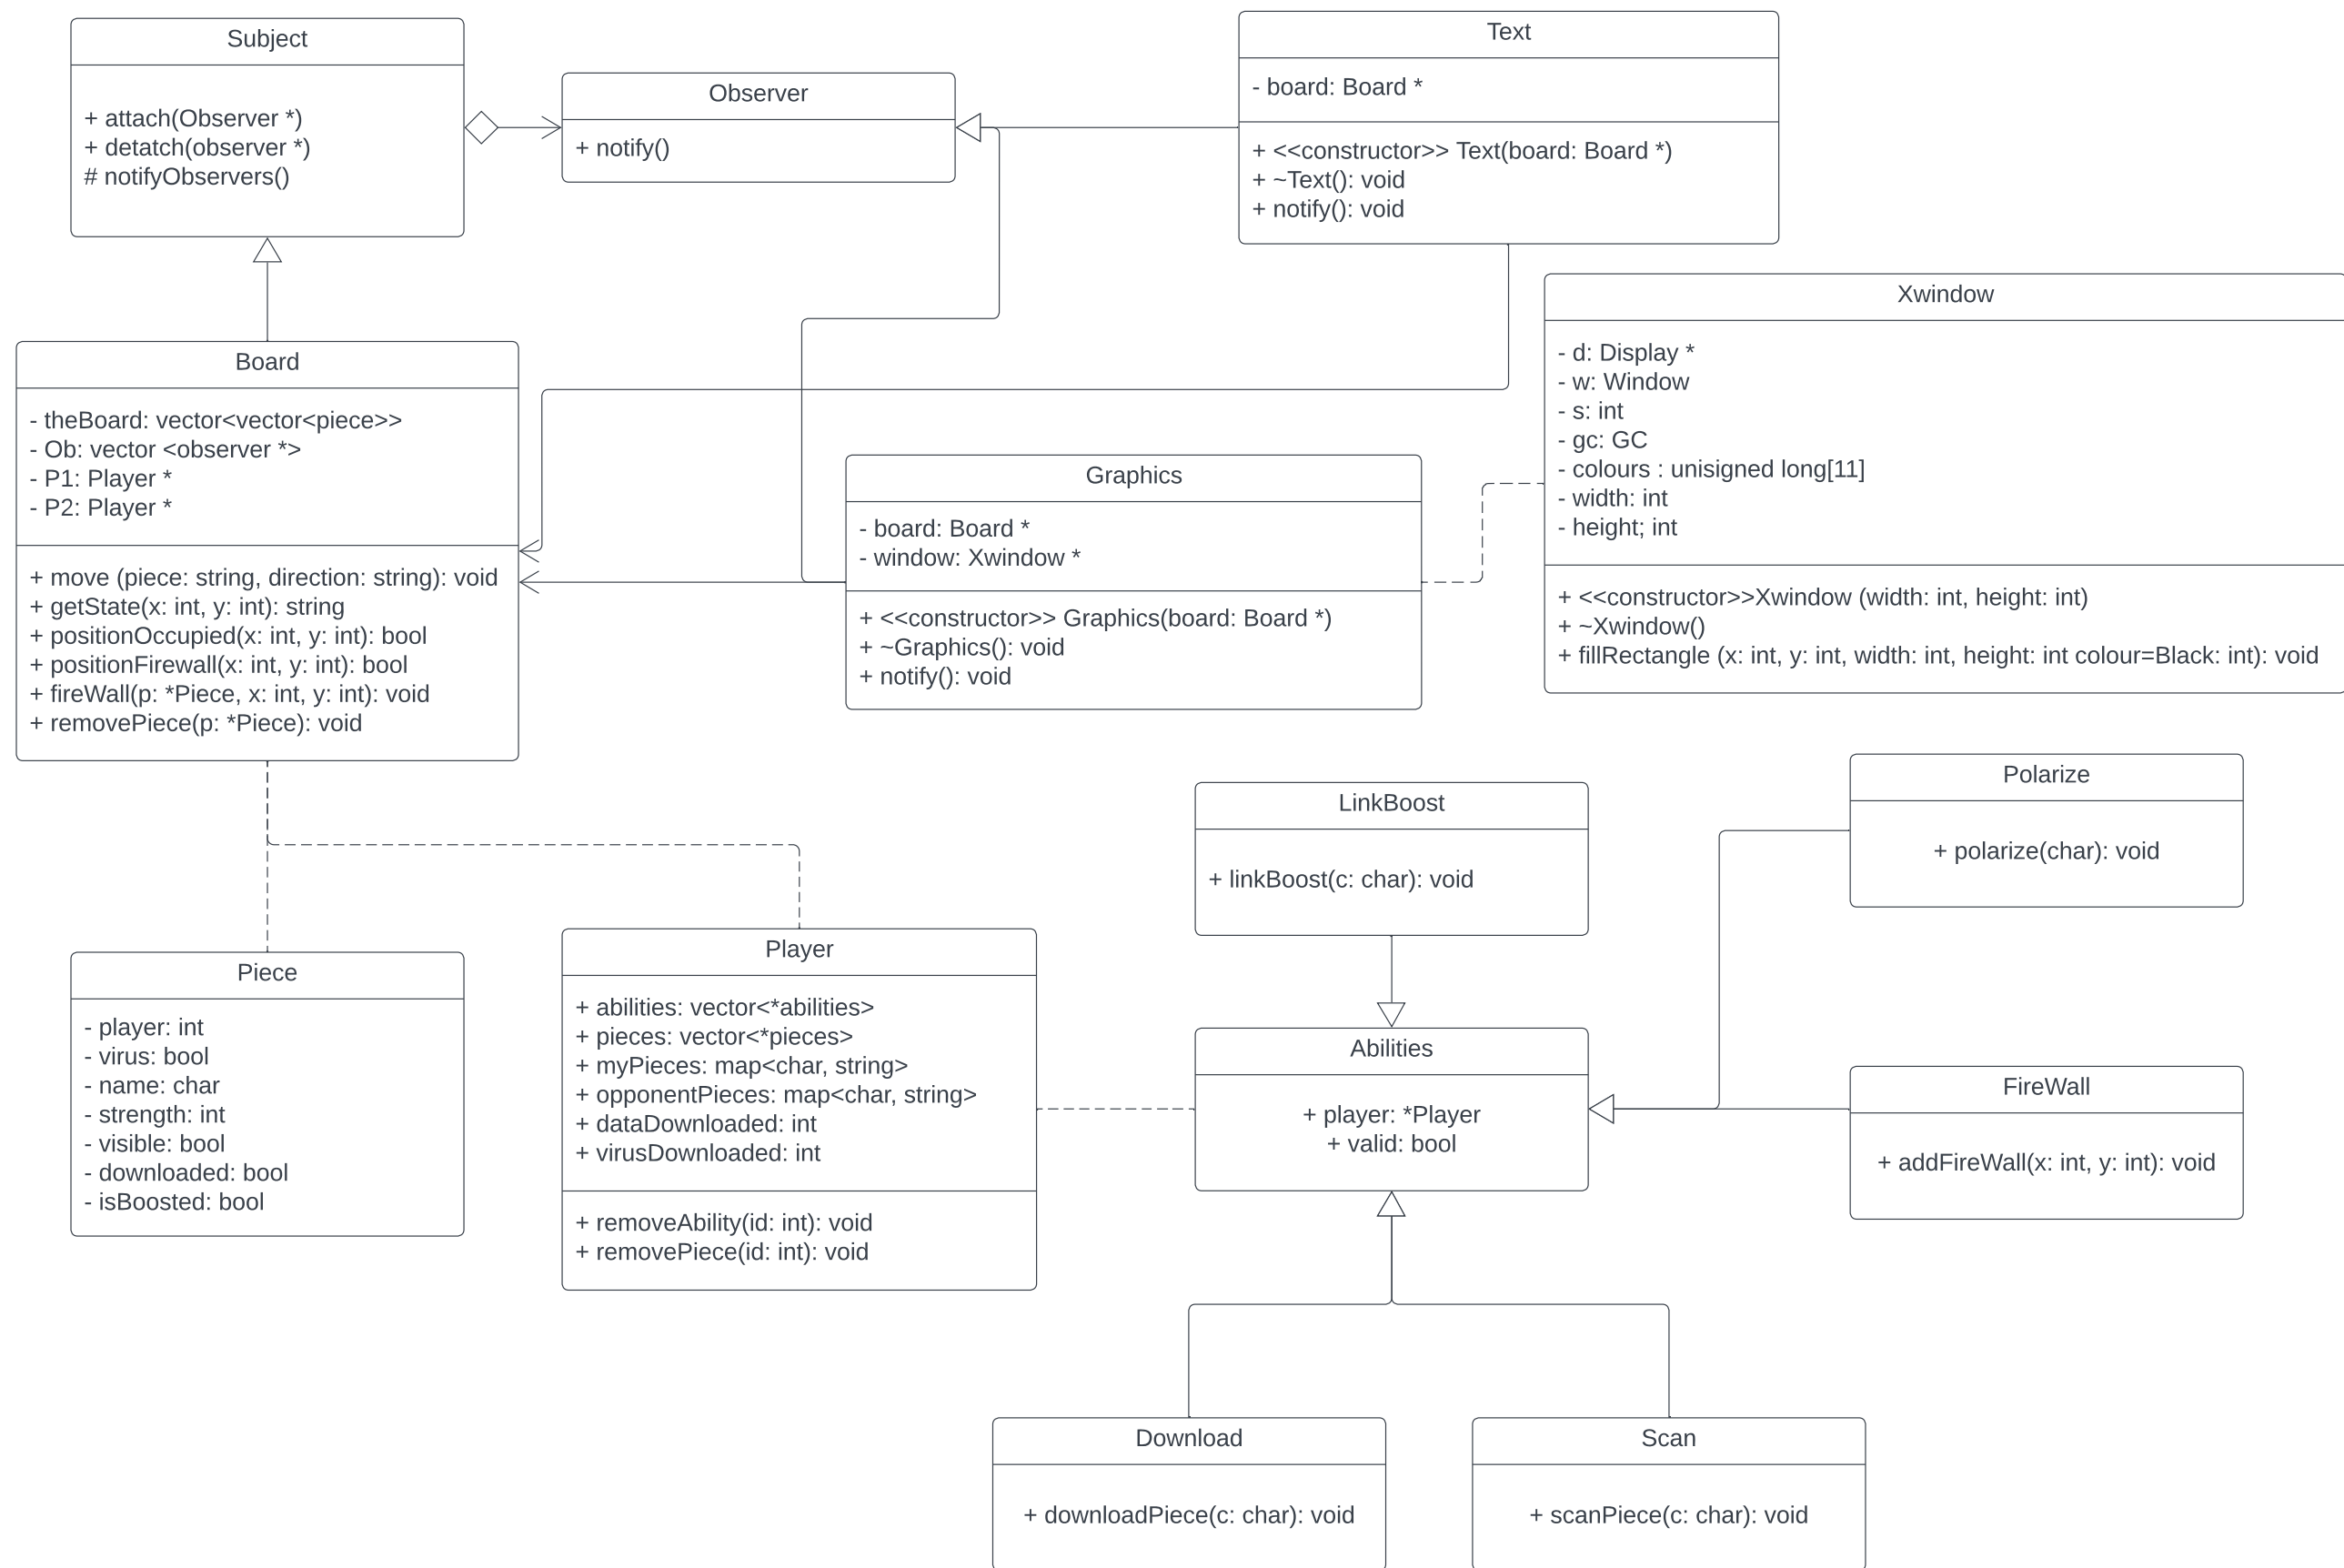 Subject
+ attach(Observer *)
+ detatch(observer *)
# notifyObservers()
Observer
+ notify()
Text
- board: Board *
+ <<constructor>> Text(board: Board *)
+ ~Text(): void
+ notify(): void
Xwindow
- d: Display *
- w: Window
- s: int
- gc: GC
- colours : unisigned long[11]
- width: int
- height; int
+ <<constructor>>Xwindow (width: int, height: int)
+ ~Xwindow()
+ fillRectangle (x: int, y: int, width: int, height: int colour=Black: int): void
Board
- theBoard: vector<vector<piece>>
- Ob: vector <observer *>
- P1: Player *
- P2: Player *
+ move (piece: string, direction: string): void
+ getState(x: int, y: int): string
+ positionOccupied(x: int, y: int): bool
+ positionFirewall(x: int, y: int): bool
+ fireWall(p: *Piece, x: int, y: int): void
+ removePiece(p: *Piece): void
Graphics
- board: Board *
- window: Xwindow *
+ <<constructor>> Graphics(board: Board *)
+ ~Graphics(): void
+ notify(): void
LinkBoost
+ linkBoost(c: char): void
Polarize
+ polarize(char): void
Piece
- player: int
- virus: bool
- name: char
- strength: int
- visible: bool
- downloaded: bool
- isBoosted: bool
Player
+ abilities: vector<*abilities>
+ pieces: vector<*pieces>
+ myPieces: map<char, string>
+ opponentPieces: map<char, string>
+ dataDownloaded: int
+ virusDownloaded: int
+ removeAbility(id: int): void
+ removePiece(id: int): void
Abilities
+ player: *Player
+ valid: bool
FireWall
+ addFireWall(x: int, y: int): void
Download
+ downloadPiece(c: char): void
Scan
+ scanPiece(c: char): void